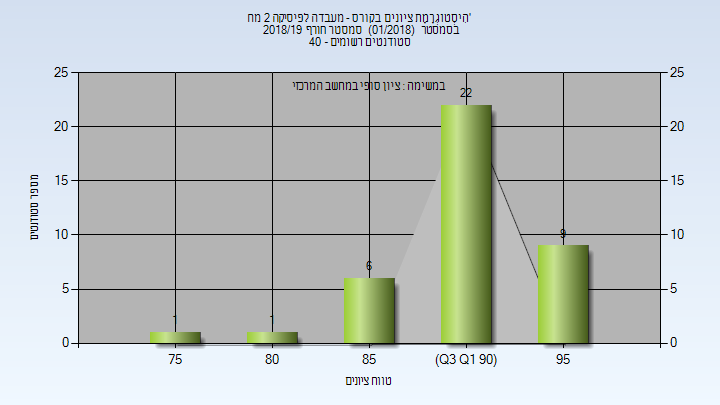 היסטוגרמת ציונים בקורס - מעבדה לפיסיקה 2 מח'
בסמסטר (01/2018) סמסטר חורף 2018/19
סטודנטים רשומים - 40
במשימה : ציון סופי במחשב המרכזי
25 25
20 20
15 15
10 10
5 5
0 0
22
9
6
1
1
75 80 85 (Q3 Q1 90) 95
מספר סטודנטים
טווח ציונים